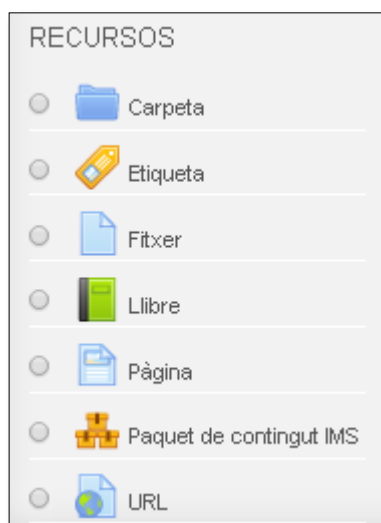 RECURSOS
Carpeta
Etiqueta
Fitxer
Llibre
Pàgina
Paquet de contingut IMS
URL